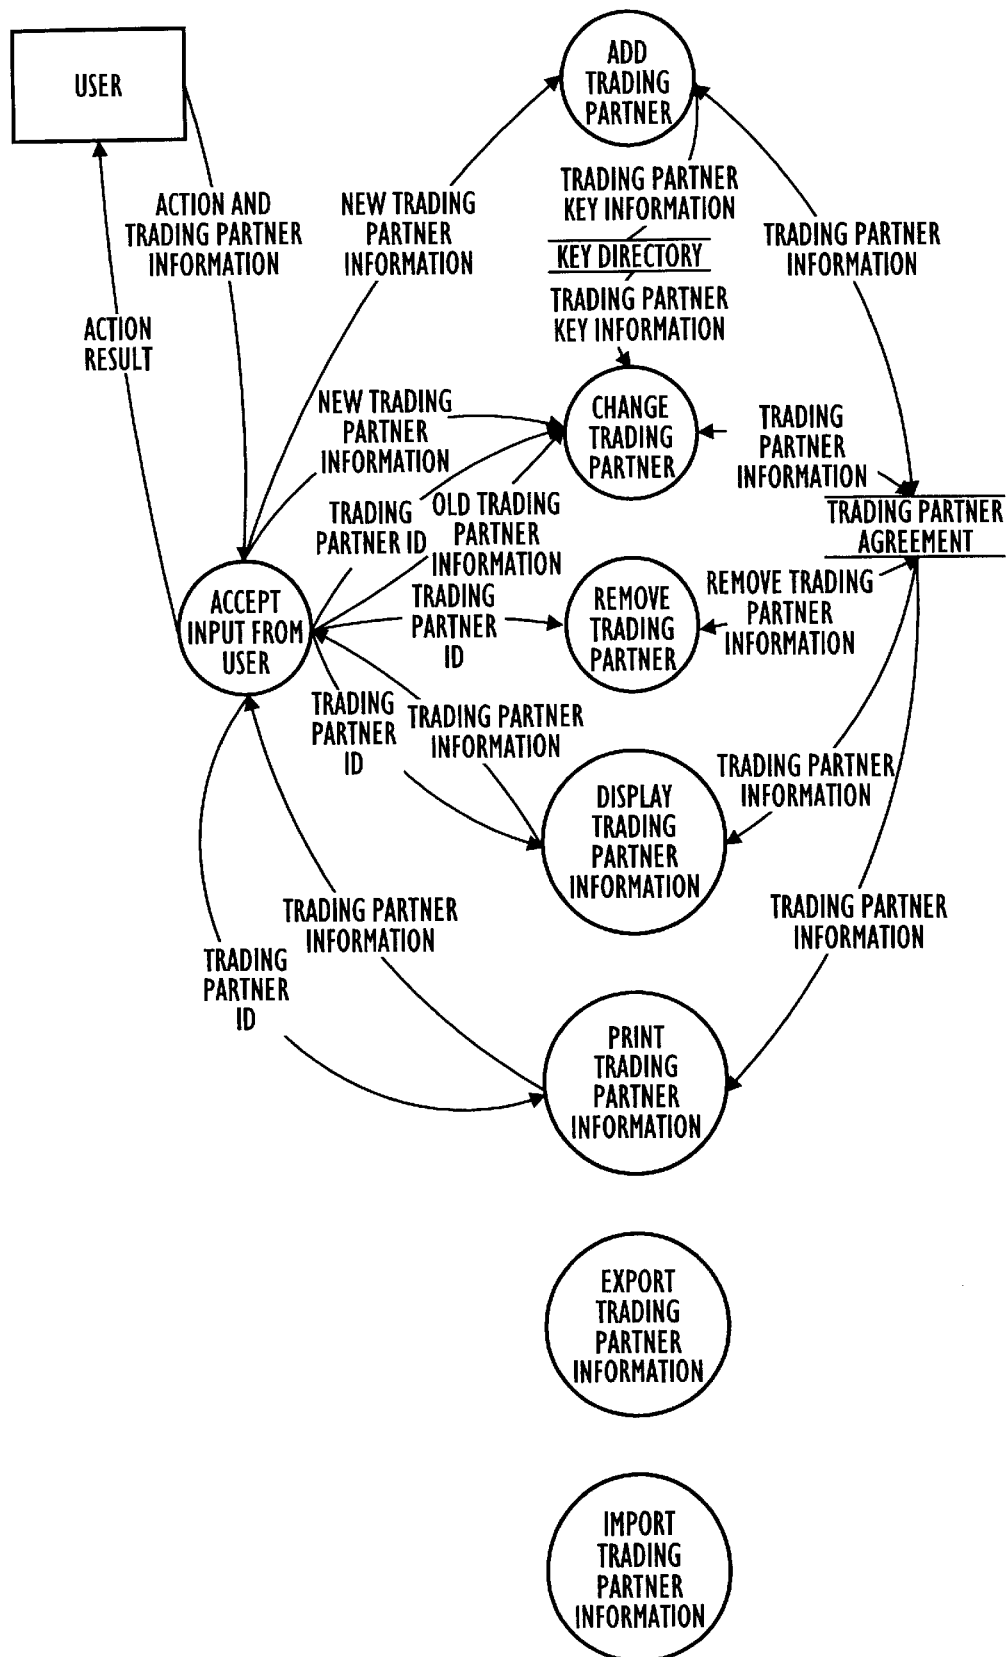 USER
ADD
TRADING
PARTNER
ACTION AND
TRADING PARTNER
INFORMATION
NEW TRADING
PARTNER
INFORMATION
TRADING PARTNER
KEY INFORMATION
KEY DIRECTORY
TRADING PARTNER
KEY INFORMATION
TRADING PARTNER
INFORMATION
ACTION
RESULT
NEW TRADING
PARTNER
INFORMATION
CHANGE
TRADING
PARTNER
TRADING
PARTNER
INFORMATION
TRADING
PARTNER ID
OLD TRADING
PARTNER
INFORMATION
TRADING PARTNER
AGREEMENT
ACCEPT
INPUT FROM
USER
TRADING
PARTNER
ID
REMOVE
TRADING
PARTNER
REMOVE TRADING
PARTNER
INFORMATION
TRADING
PARTNER
ID
TRADING PARTNER
INFORMATION
DISPLAY
TRADING
PARTNER
INFORMATION
TRADING PARTNER
INFORMATION
TRADING PARTNER
INFORMATION
TRADING
PARTNER
ID
TRADING PARTNER
INFORMATION
PRINT
TRADING
PARTNER
INFORMATION
EXPORT
TRADING
PARTNER
INFORMATION
IMPORT
TRADING
PARTNER
INFORMATION